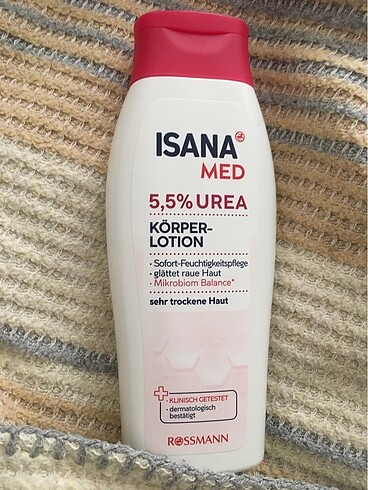 ISANA
MED
5,5% UREA
KÖRPER-
LOTION
• Sofort-Feuchtigkeitspflege
• glättet raue Haut
• Mikrobiom Balance*
sehr trockene Haut
• KLINISCH GETESTET
• dermatologisch
bestätigt
ROSSMANN